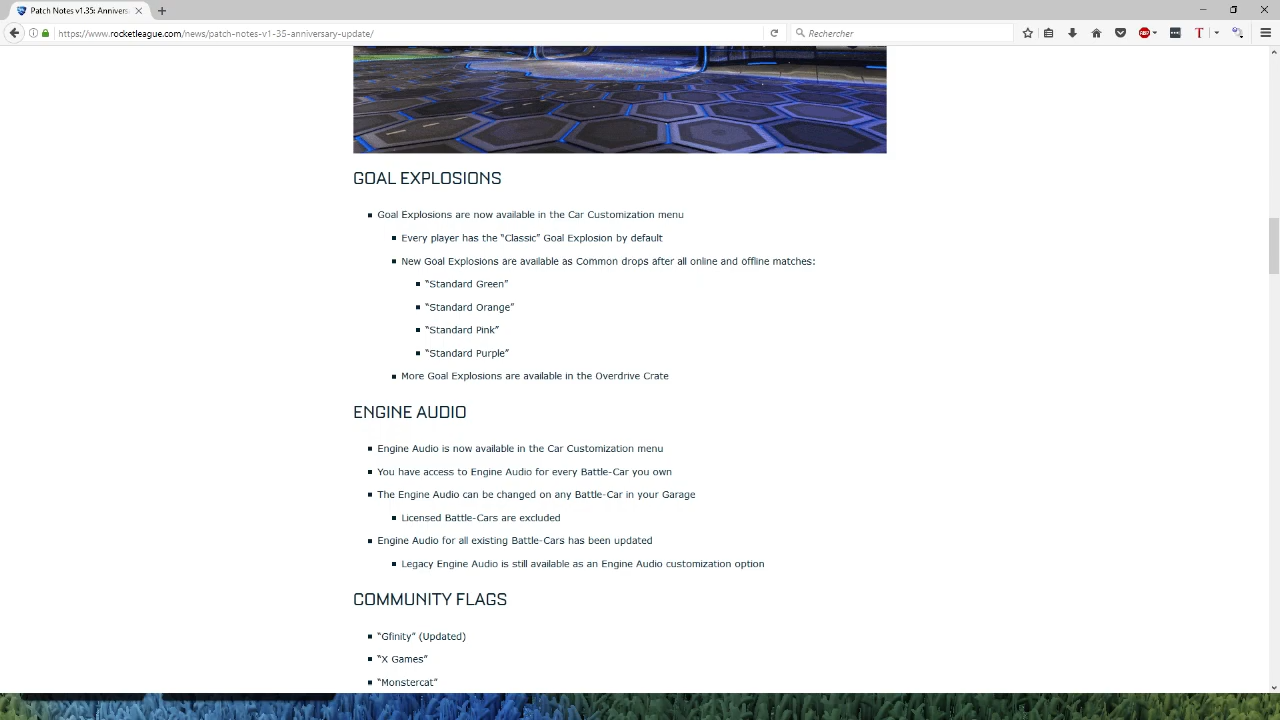 Patch Notes v1.35: Anniversa
https://www.rocketleague.com/news/patch-notes-v1-35-anniversary-update/
Rechercher
GOAL EXPLOSIONS
Goal Explosions are now available in the Car Customization menu
Every player has the “Classic” Goal Explosion by default
New Goal Explosions are available as Common drops after all online and offline matches:
“Standard Green”
“Standard Orange”
“Standard Pink”
“Standard Purple”
More Goal Explosions are available in the Overdrive Crate
ENGINE AUDIO
Engine Audio is now available in the Car Customization menu
You have access to Engine Audio for every Battle-Car you own
The Engine Audio can be changed on any Battle-Car in your Garage
Licensed Battle-Cars are excluded
Engine Audio for all existing Battle-Cars has been updated
Legacy Engine Audio is still available as an Engine Audio customization option
COMMUNITY FLAGS
“Gfinity” (Updated)
“X Games”
“Monstercat”